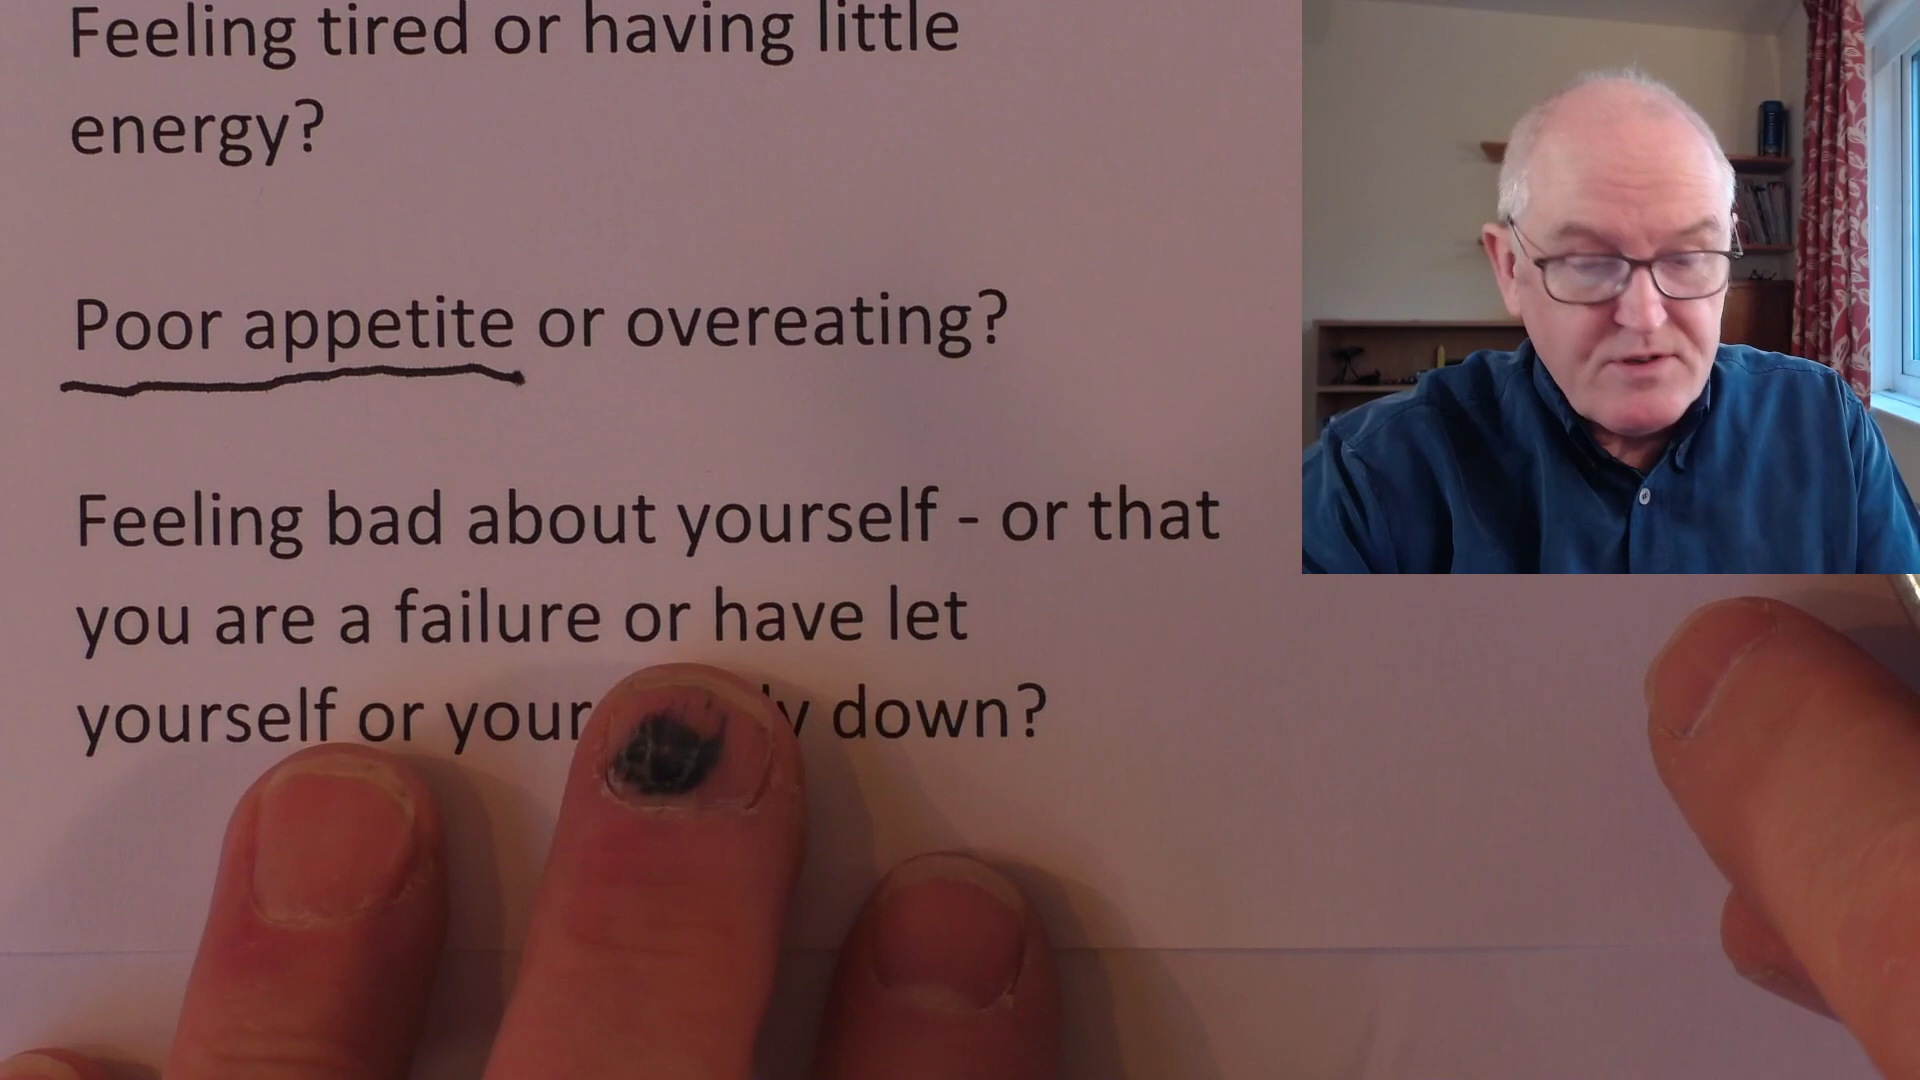 Feeling tired or having little
energy?
Poor appetite or overeating?
Feeling bad about yourself - or that
you are a failure or have let
yourself or your down?